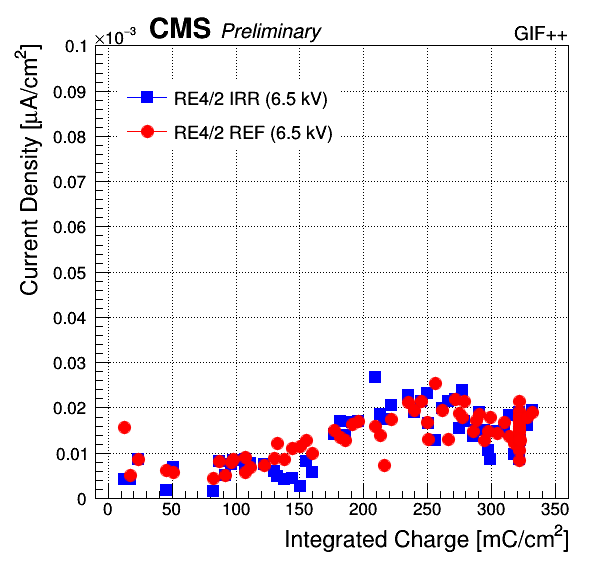 ×10⁻³ CMS Preliminary GIF++
Current Density [μA/cm²]
0.1
0.09
0.08
0.07
0.06
0.05
0.04
0.03
0.02
0.01
0
RE4/2 IRR (6.5 kV)
RE4/2 REF (6.5 kV)
0 50 100 150 200 250 300 350
Integrated Charge [mC/cm²]